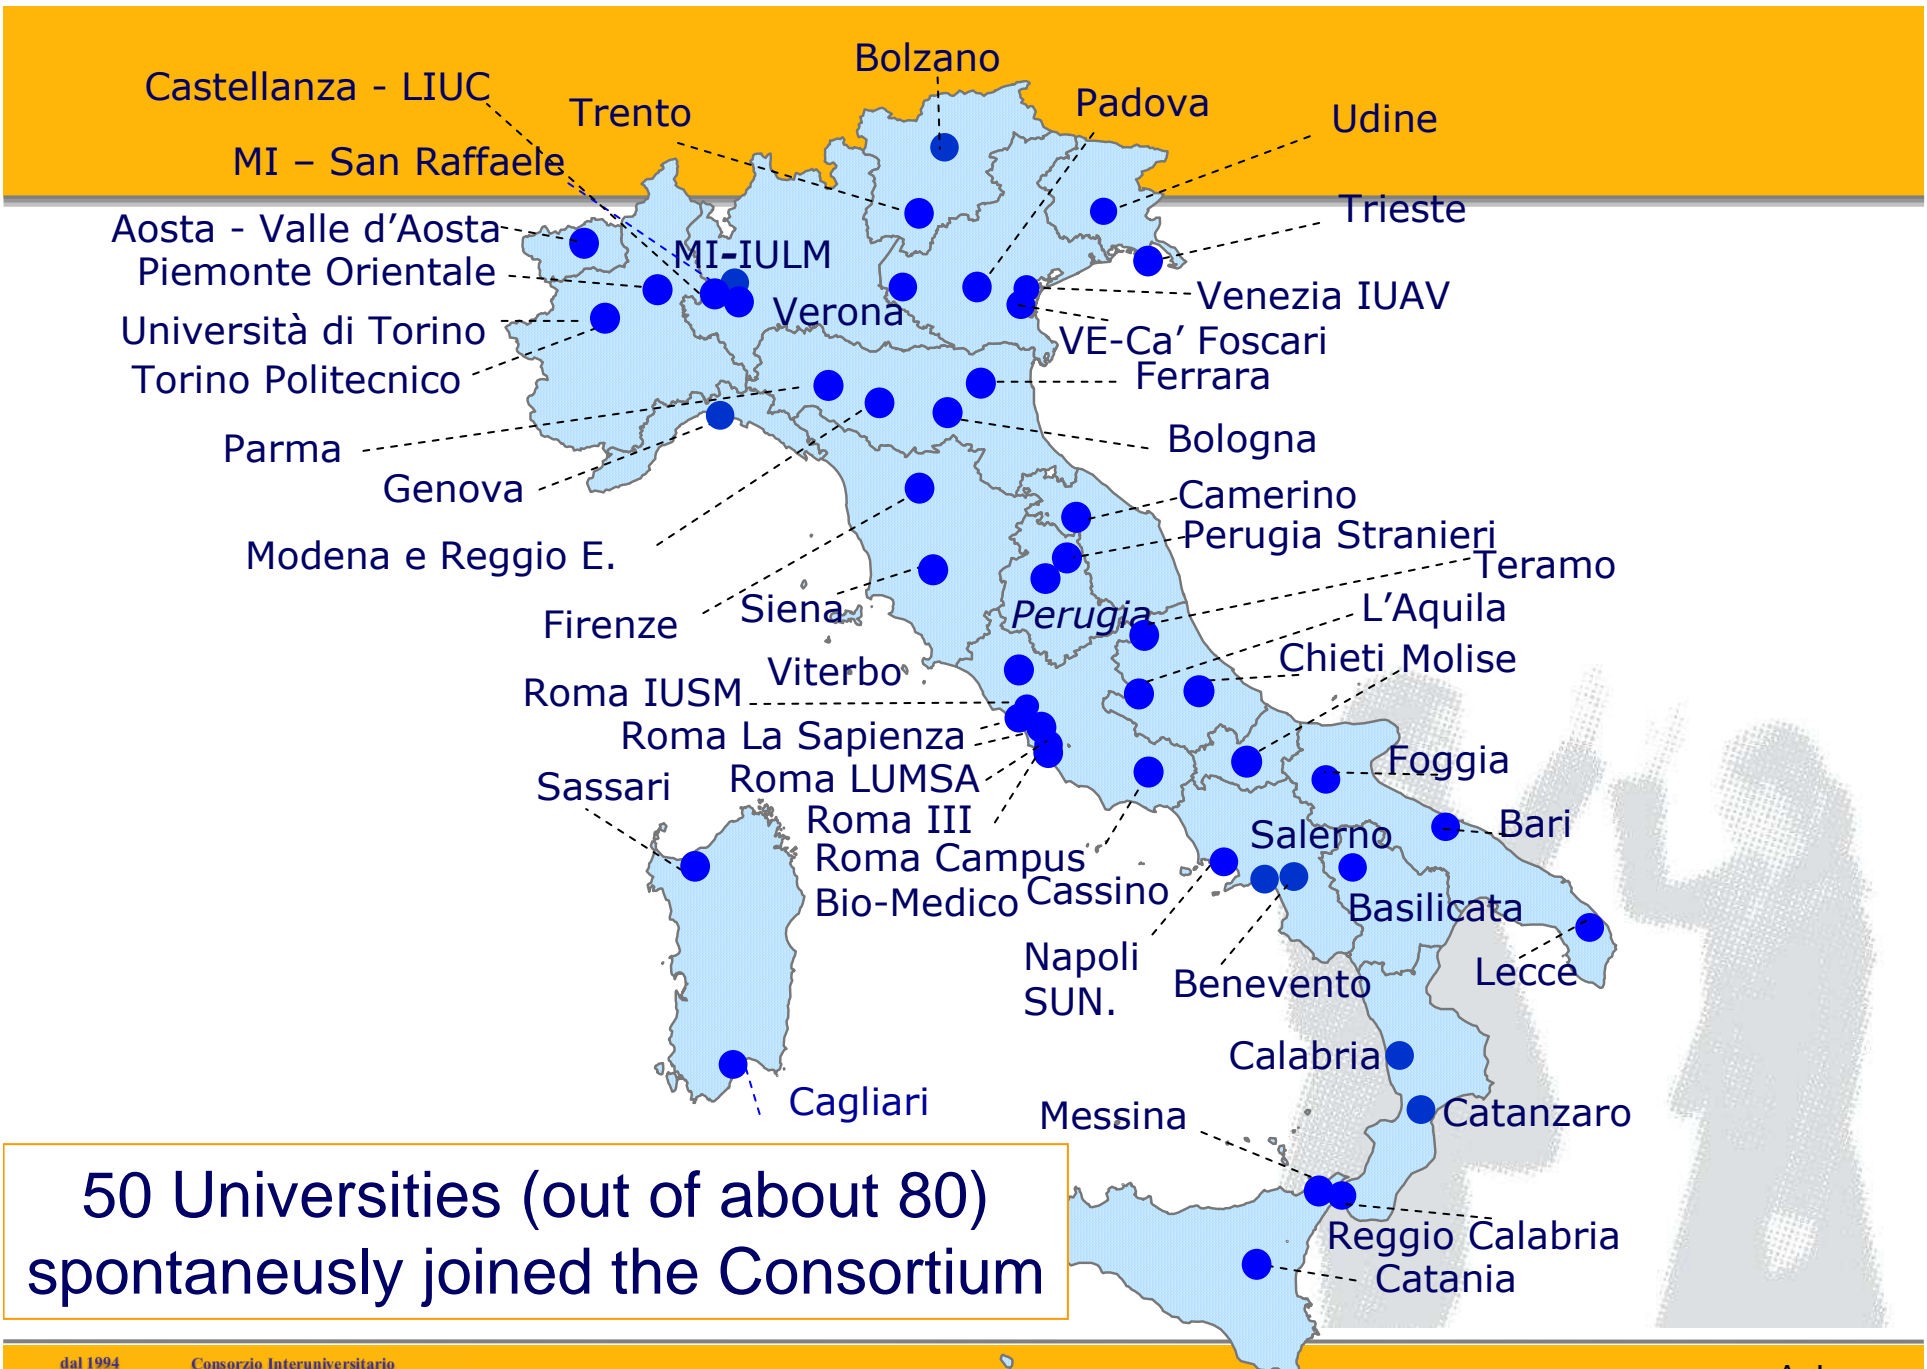 Bolzano
Castellanza - LIUC
Trento
Padova
Udine
MI – San Raffaele
Trieste
Aosta - Valle d'Aosta
MI-IULM
Piemonte Orientale
Venezia IUAV
Verona
Università di Torino
VE-Ca' Foscari
Torino Politecnico
Ferrara
Parma
Bologna
Genova
Camerino
Perugia Stranieri
Modena e Reggio E.
Teramo
Siena
Perugia
L'Aquila
Firenze
Chieti
Molise
Viterbo
Roma IUSM
Roma La Sapienza
Foggia
Sassari
Roma LUMSA
Roma III
Bari
Salerno
Roma Campus
Bio-Medico
Cassino
Basilicata
Napoli
SUN.
Benevento
Lecce
Calabria
Cagliari
Messina
Catanzaro
50 Universities (out of about 80)
spontaneusly joined the Consortium
Reggio Calabria
Catania
dal 1994
Consorzio Interuniversitario